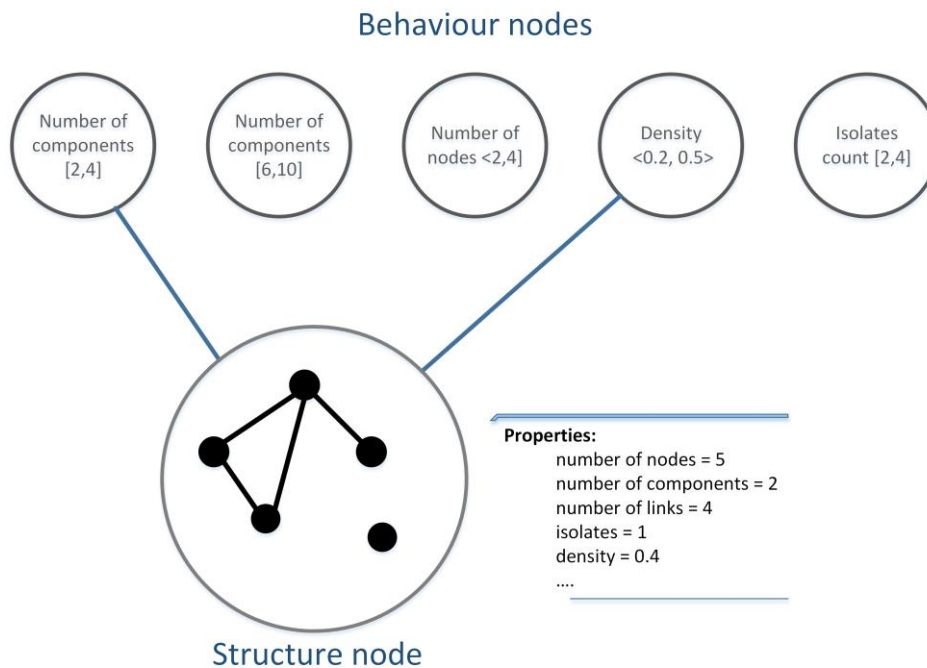 Behaviour nodes
Number of
components
[2,4]
Number of
components
[6,10]
Number of
nodes <2,4]
Density
<0.2, 0.5>
Isolates
count [2,4]
Properties:
number of nodes = 5
number of components = 2
number of links = 4
isolates = 1
density = 0.4
....
Structure node